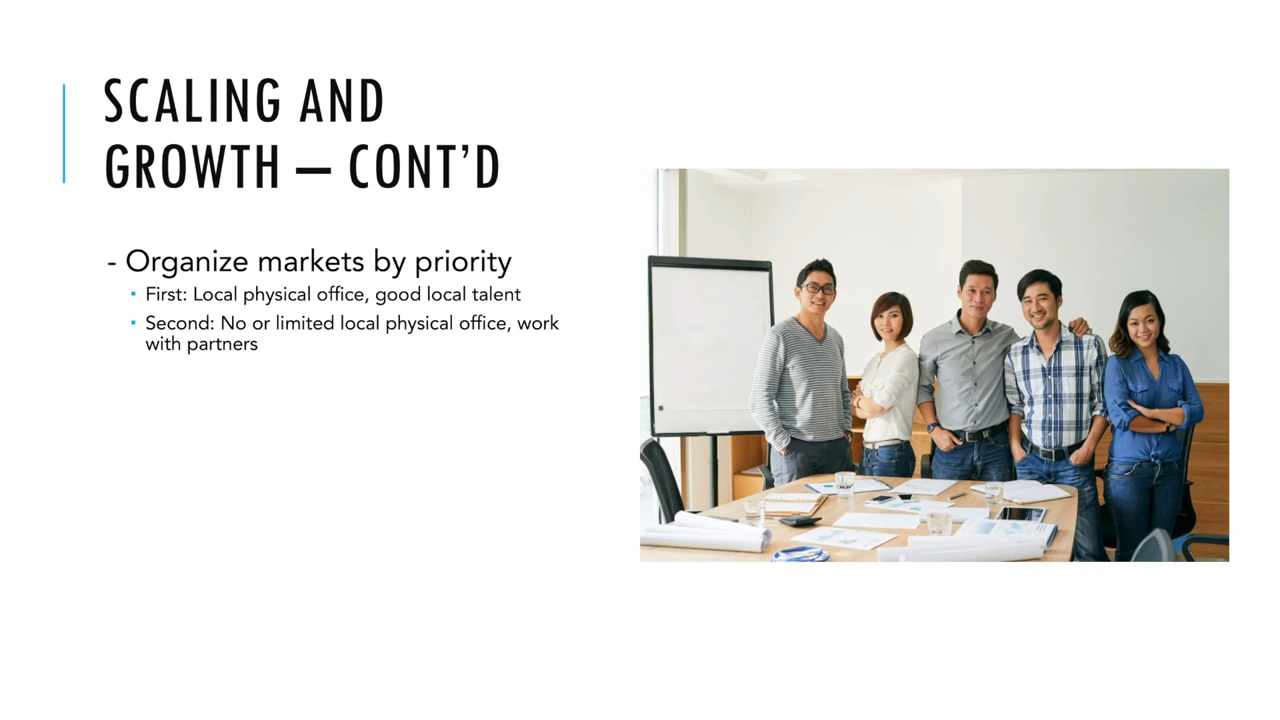 SCALING AND
GROWTH – CONT’D
- Organize markets by priority
▪ First: Local physical office, good local talent
▪ Second: No or limited local physical office, work
with partners